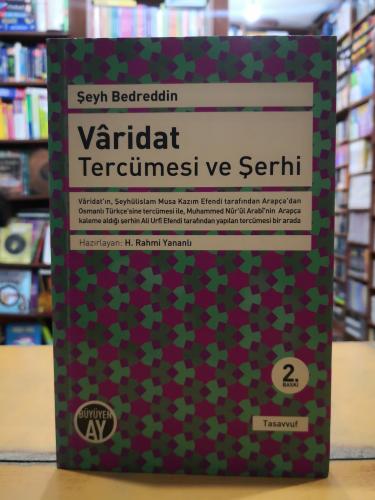 Şeyh Bedreddin
Vâridat
Tercümesi ve Şerhi
Vâridat'ın, Şeyhülislam Musa Kazım Efendi tarafından Arapça'dan
Osmanlı Türkçe'sine tercümesi ile, Muhammed Nûr'ül Arabî'nin Arapça
kaleme aldığı şerhin Ali Urfî Efendi tarafından yapılan tercümesi bir arada
Hazırlayan: H. Rahmi Yananlı
2.
BASKI
BÜYÜYEN
AY
Tasavvuf